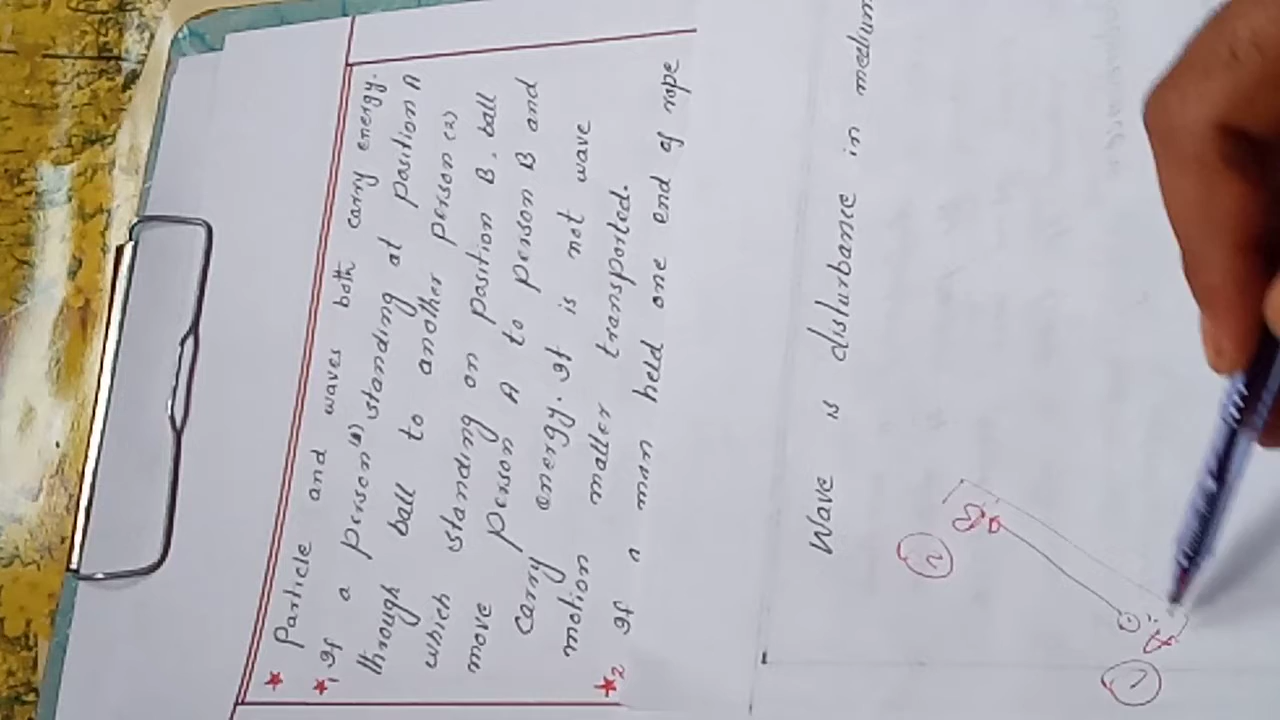 ★ Particle and waves both carry energy.
★1 If a person(1) standing at position A
through ball to another person(2)
which standing on position B. ball
move person A to person B and
carry energy. It is not wave
motion matter transported.
★2 If a man held one end of rope
Wave is disturbance in medium
2
B
A
1